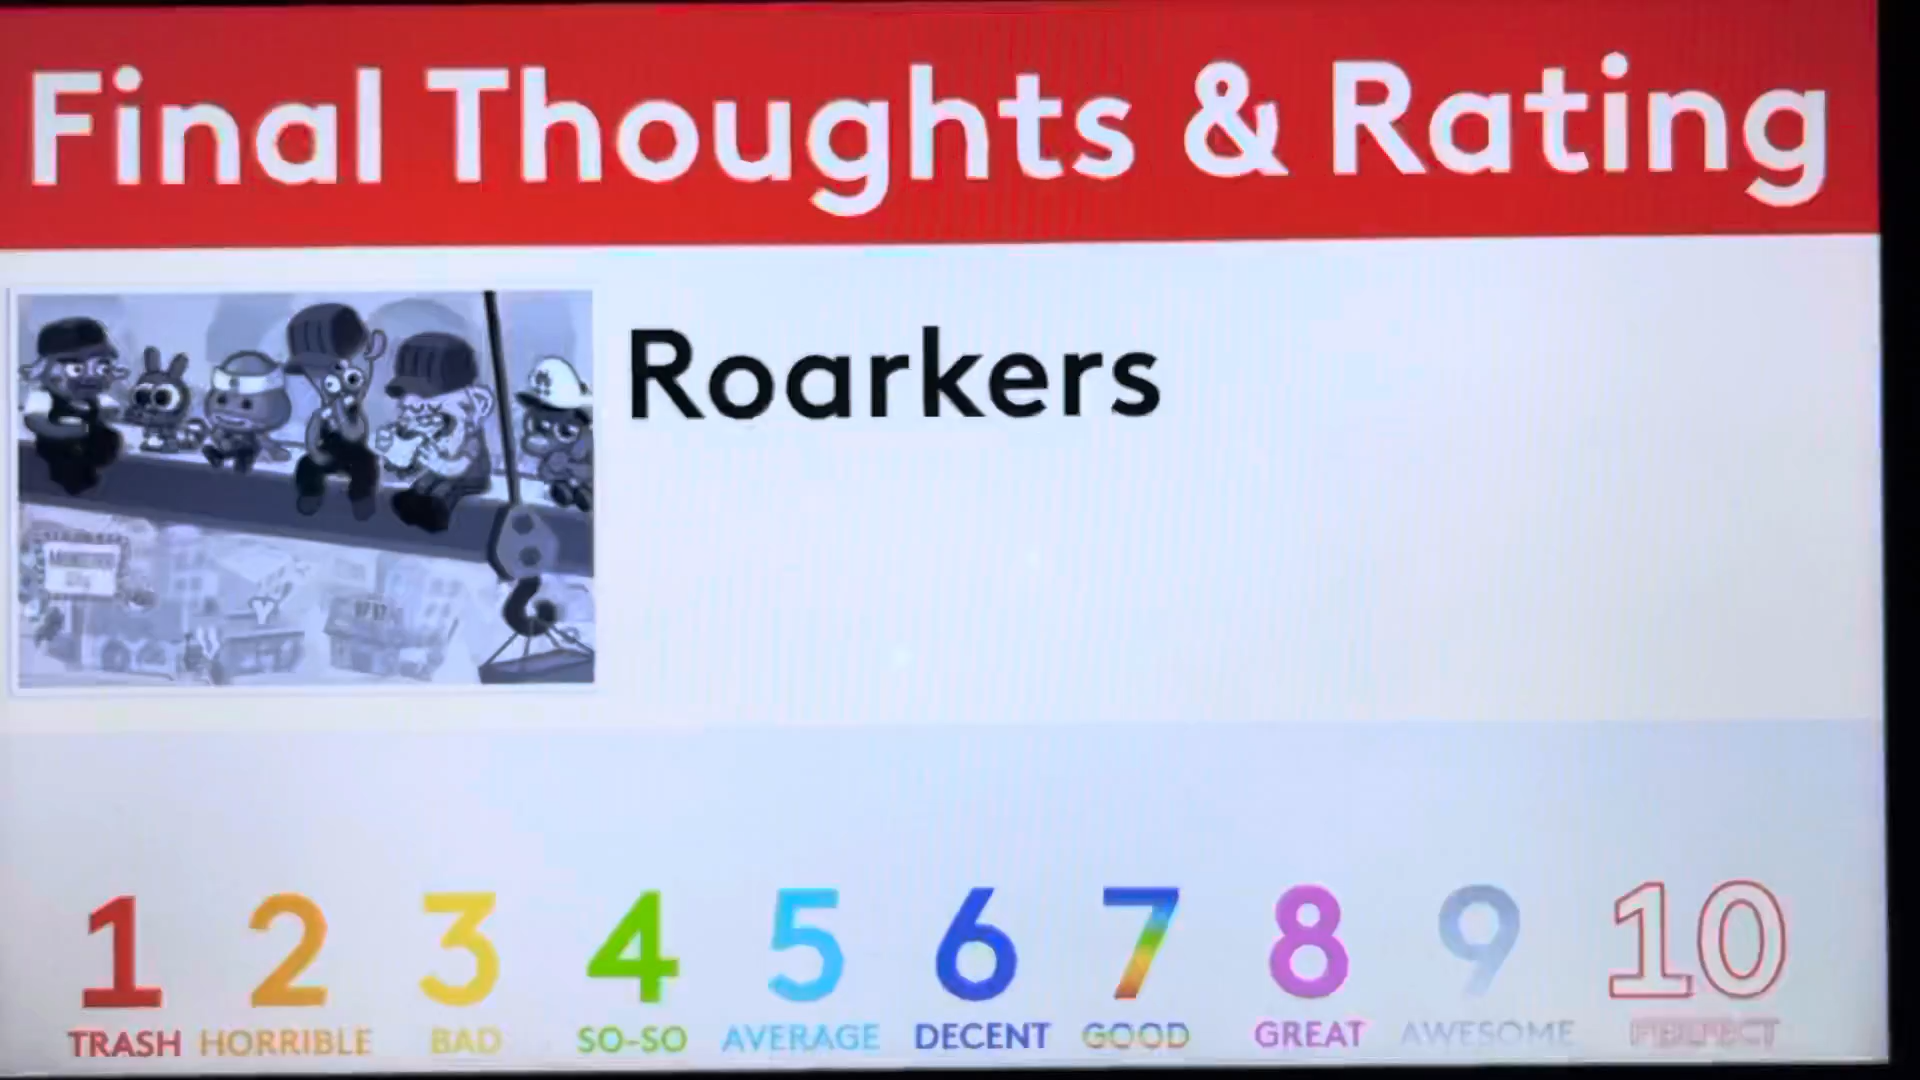 Final Thoughts & Rating
Roarkers
1 2 3 4 5 6 7 8 9 10
TRASH HORRIBLE BAD SO-SO AVERAGE DECENT GOOD GREAT AWESOME PERFECT